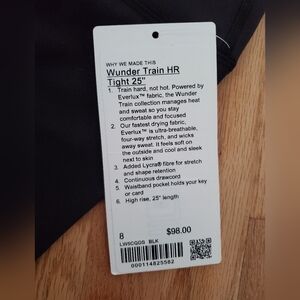 WHY WE MADE THIS
Wunder Train HR
Tight 25"
1. Train hard, not hot. Powered by
Everlux™ fabric, the Wunder
Train collection manages heat
and sweat so you stay
comfortable and focused
2. Our fastest drying fabric,
Everlux™ is ultra-breathable,
four-way stretch, and wicks
away sweat. It feels soft on
the outside and cool and sleek
next to skin
3. Added Lycra® fibre for stretch
and shape retention
4. Continuous drawcord
5. Waistband pocket holds your key
or card
6. High rise, 25" length
8 $98.00
BLK
000114825582